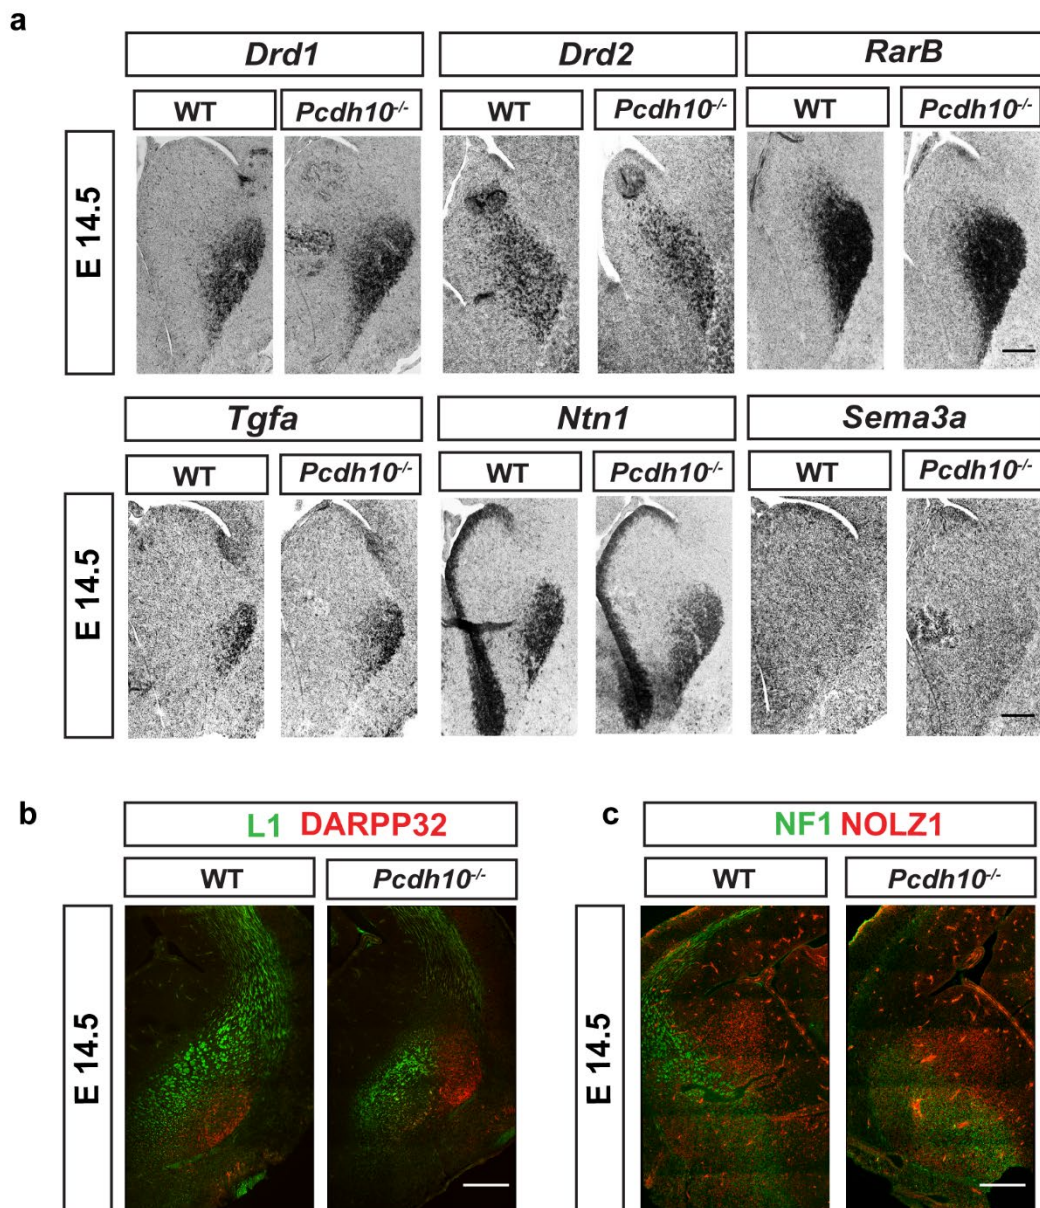 a
Drd1 Drd2 RarB
WT Pcdh10-/- WT Pcdh10-/- WT Pcdh10-/-
E 14.5
Tgfa Ntn1 Sema3a
WT Pcdh10-/- WT Pcdh10-/- WT Pcdh10-/-
E 14.5
b c
L1 DARPP32 NF1 NOLZ1
WT Pcdh10-/- WT Pcdh10-/-
E 14.5 E 14.5